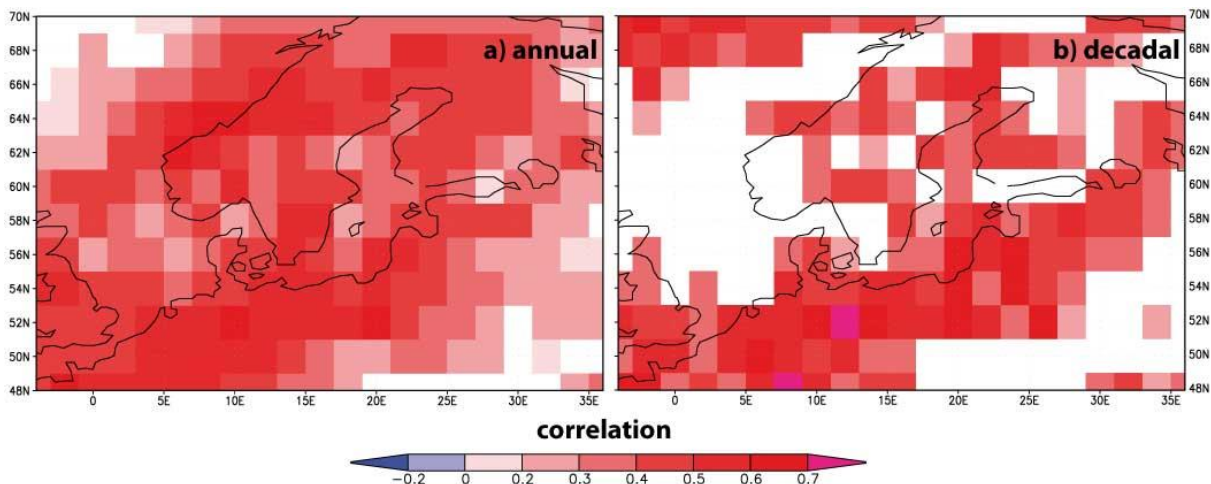 a) annual
70N
68N
66N
64N
62N
60N
58N
56N
54N
52N
50N
48N
0 5E 10E 15E 20E 25E 30E 35E
b) decadal
70N
68N
66N
64N
62N
60N
58N
56N
54N
52N
50N
48N
0 5E 10E 15E 20E 25E 30E 35E
correlation
−0.2 0 0.2 0.3 0.4 0.5 0.6 0.7